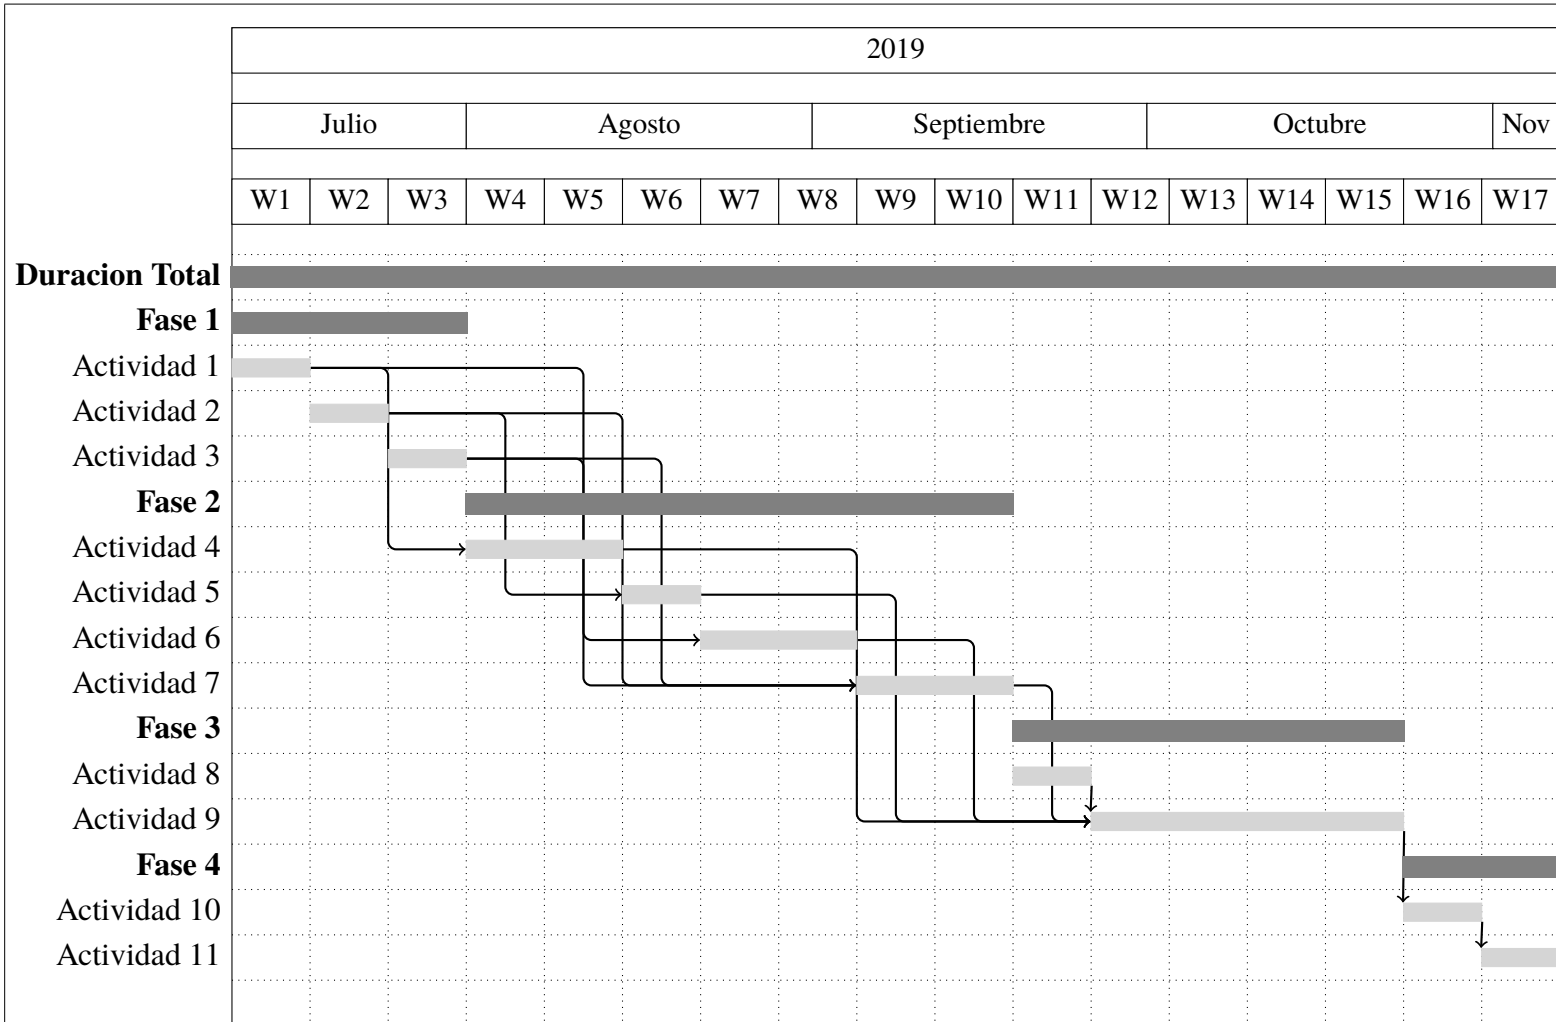 2019
Julio Agosto Septiembre Octubre Nov
W1 W2 W3 W4 W5 W6 W7 W8 W9 W10 W11 W12 W13 W14 W15 W16 W17
Duracion Total
Fase 1
Actividad 1
Actividad 2
Actividad 3
Fase 2
Actividad 4
Actividad 5
Actividad 6
Actividad 7
Fase 3
Actividad 8
Actividad 9
Fase 4
Actividad 10
Actividad 11